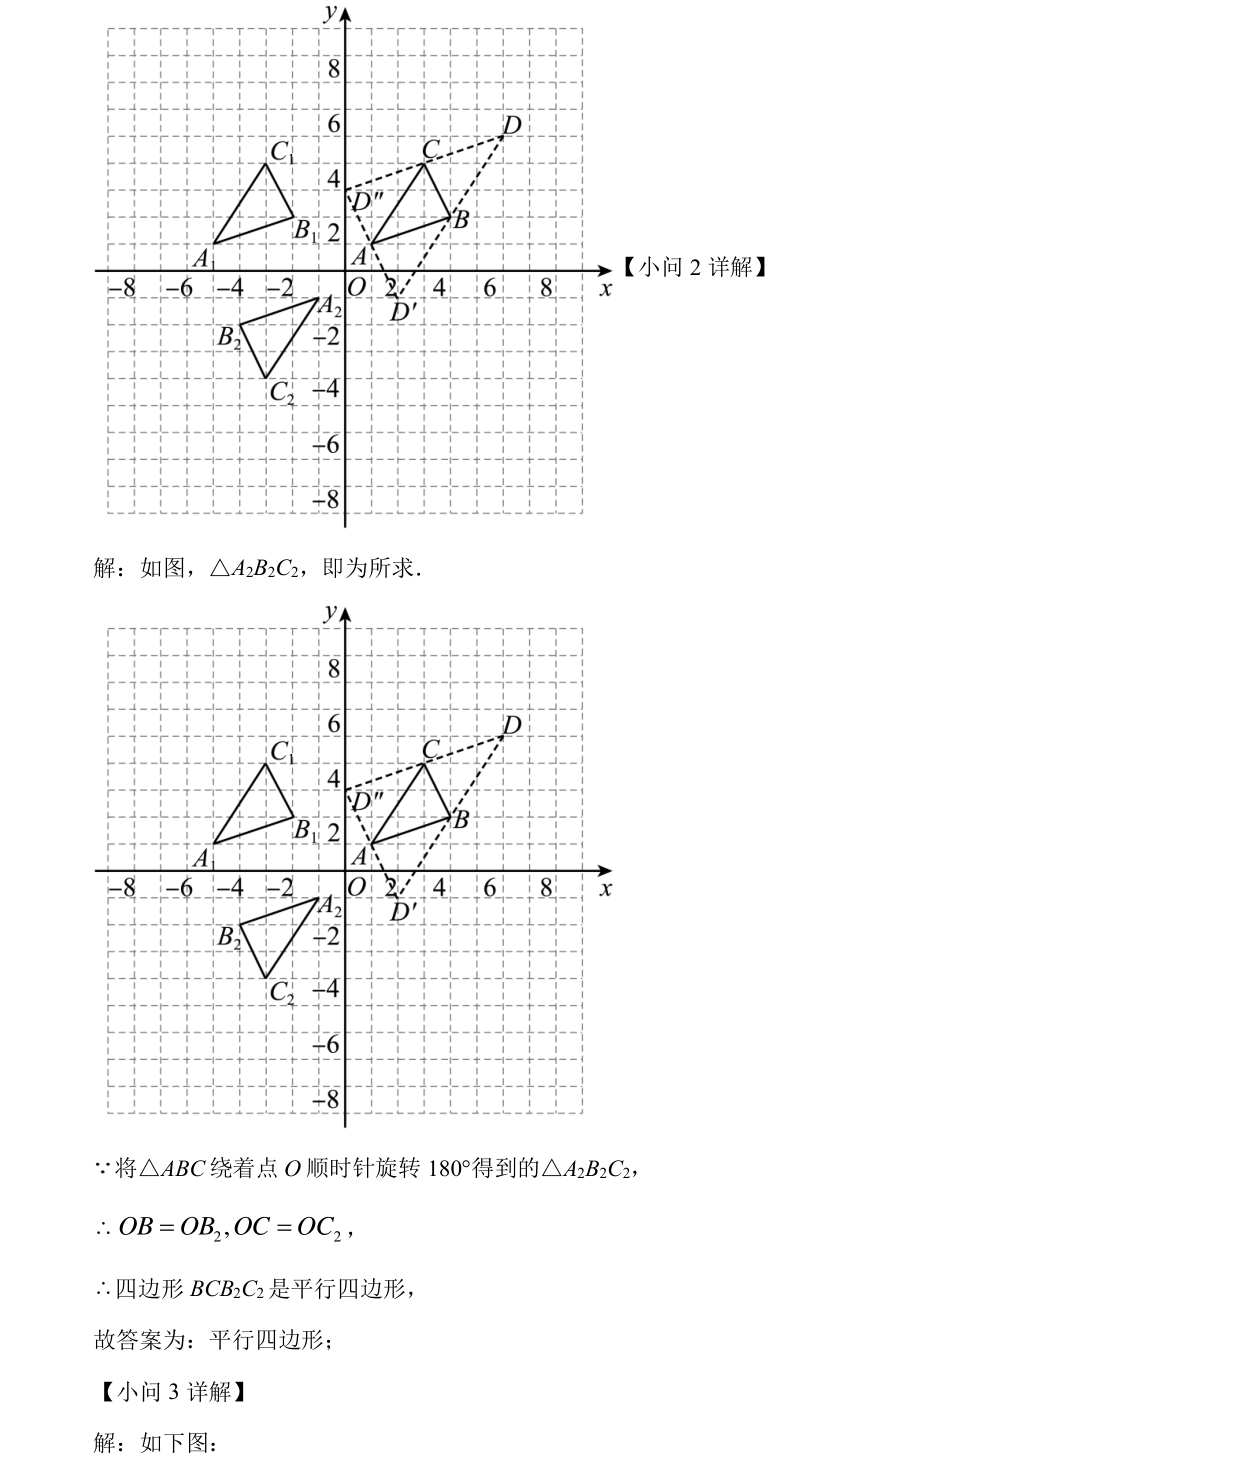 y
8
6
D
C₁
C
4
D″
B₁
2
B
A₁
A
【小问 2 详解】
–8
–6
–4
–2
O
2
4
6
8
x
A₂
D′
B₂
–2
C₂
–4
–6
–8
解：如图，△A₂B₂C₂，即为所求．
y
8
6
D
C₁
C
4
D″
B₁
2
B
A₁
A
–8
–6
–4
–2
O
2
4
6
8
x
A₂
D′
B₂
–2
C₂
–4
–6
–8
∵将△ABC 绕着点 O 顺时针旋转 180°得到的△A₂B₂C₂，
∴ OB = OB₂, OC = OC₂，
∴四边形 BCB₂C₂ 是平行四边形，
故答案为：平行四边形；
【小问 3 详解】
解：如下图：